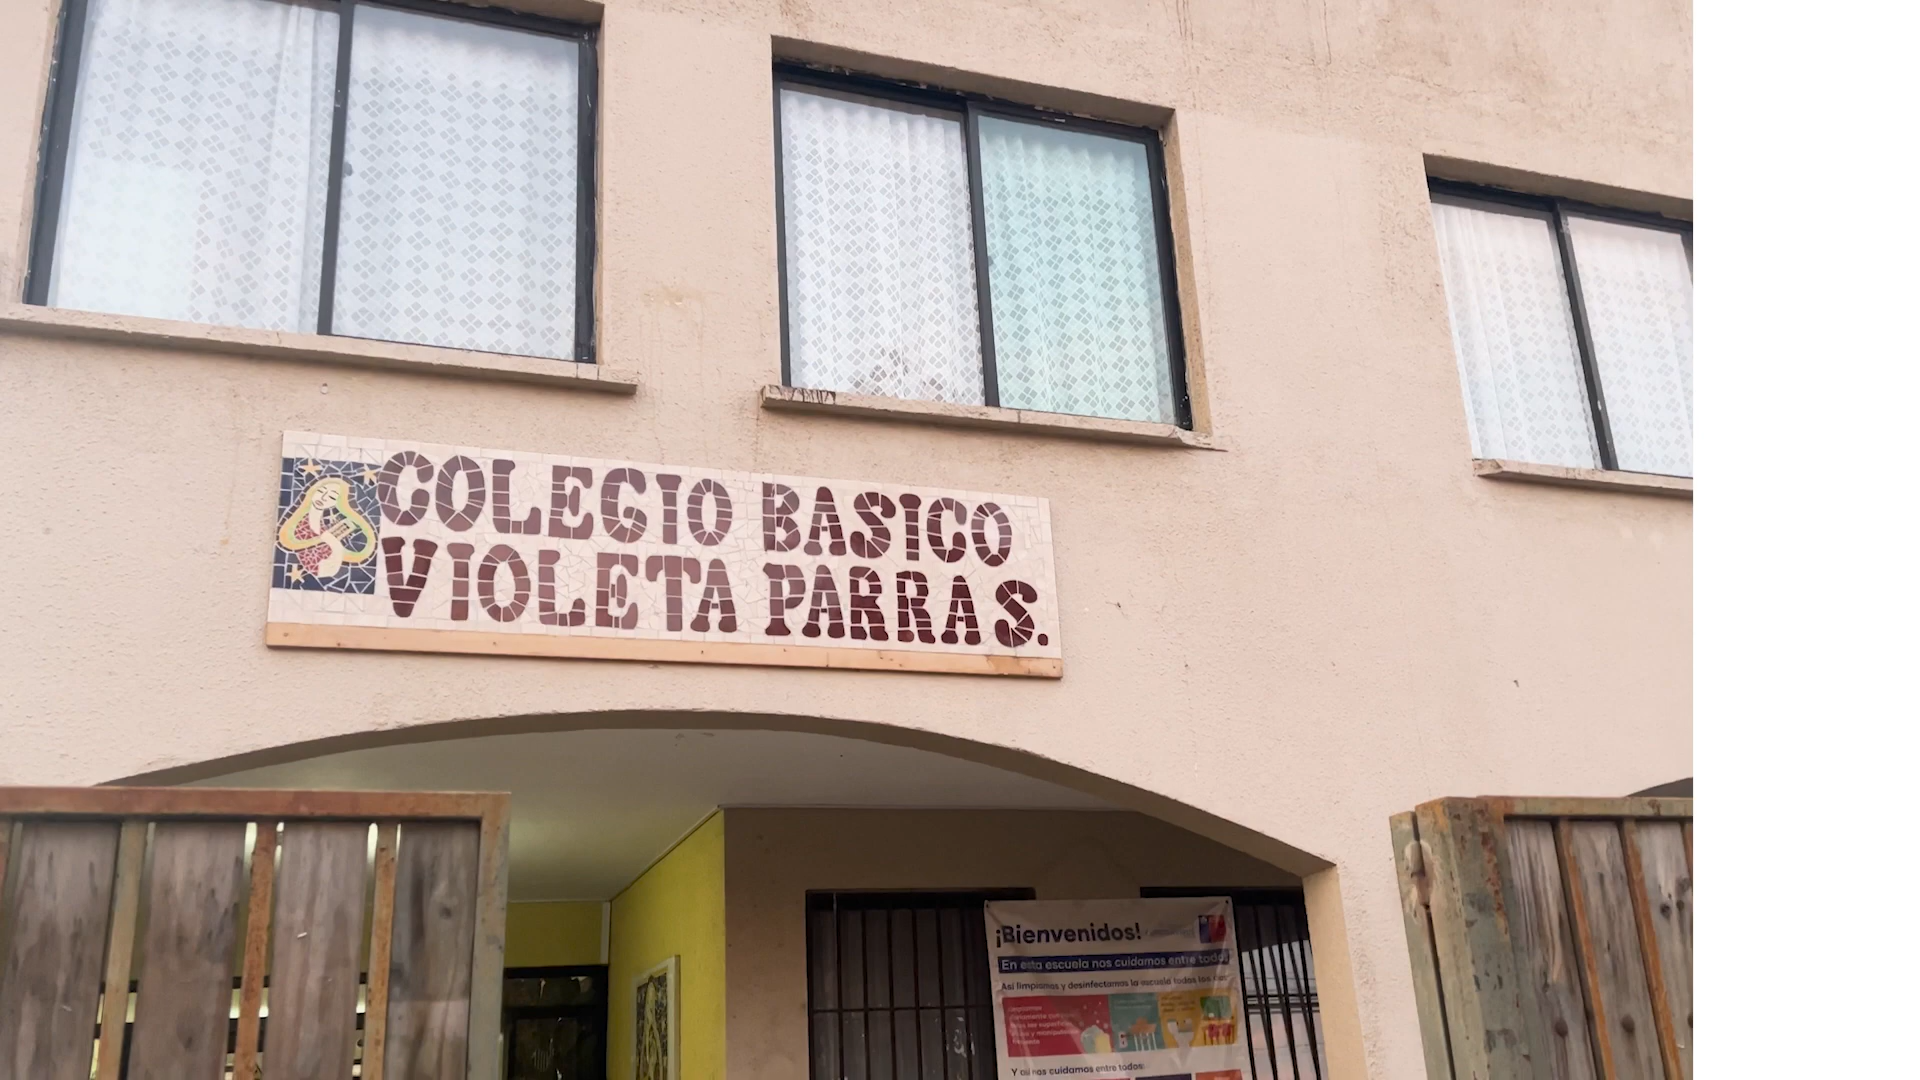 COLEGIO BASICO
VIOLETA PARRA S.
¡Bienvenidos!
En esta escuela nos cuidamos entre todos
Así limpiamos y desinfectamos la escuela todos los días
Y así nos cuidamos entre todos: